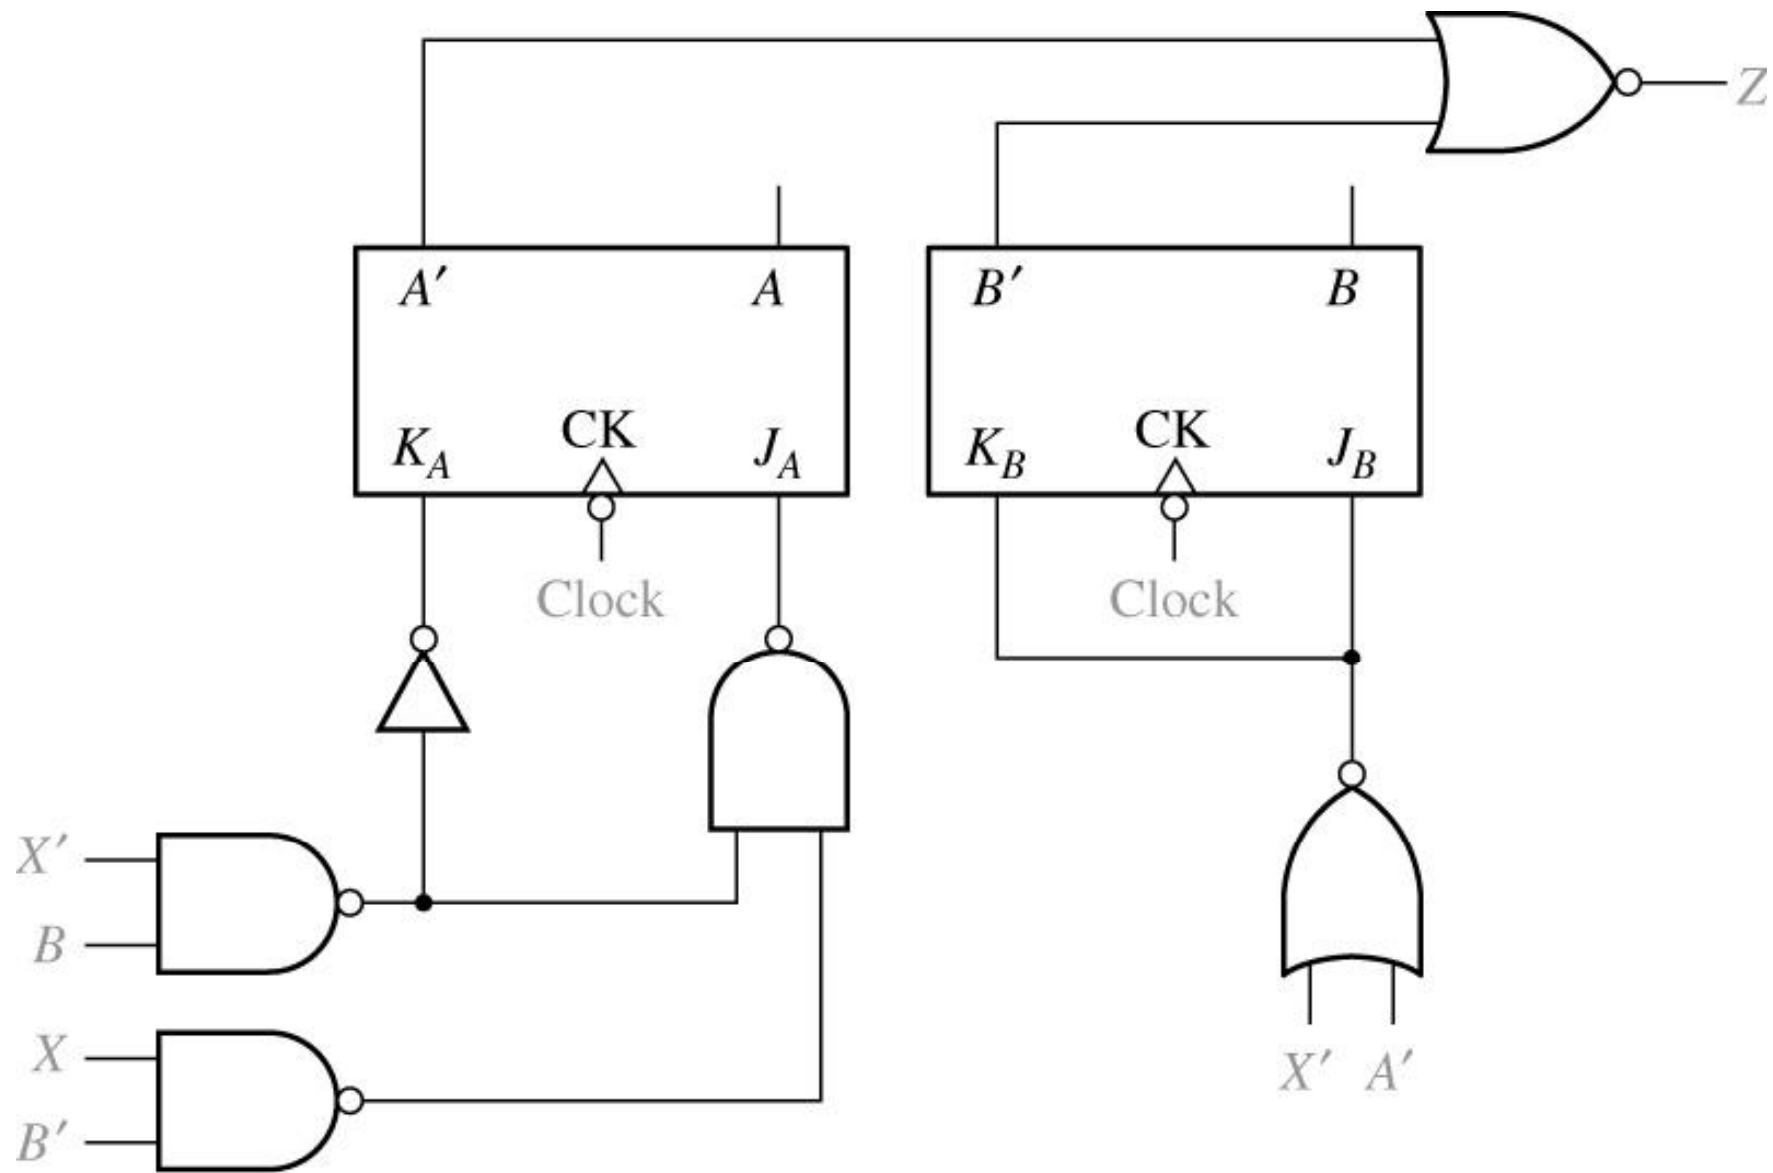 Z
A′ A B′ B
K_A CK J_A K_B CK J_B
Clock Clock
X′
B
X
B′
X′ A′